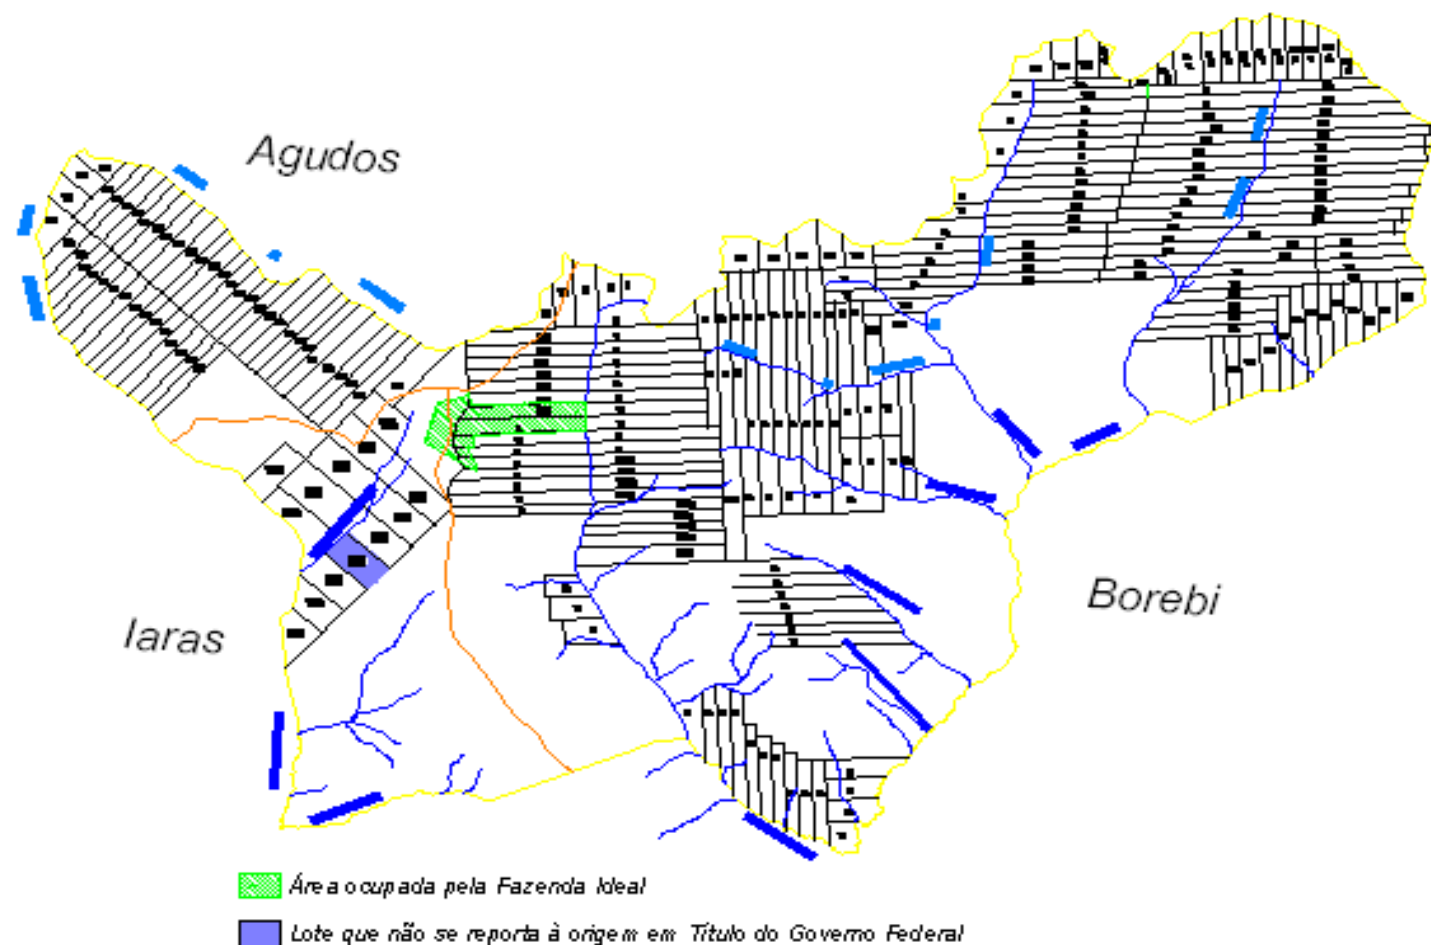 Agudos
Iaras
Borebi
Área ocupada pela Fazenda Ideal
Lote que não se reporta à origem em Título do Governo Federal